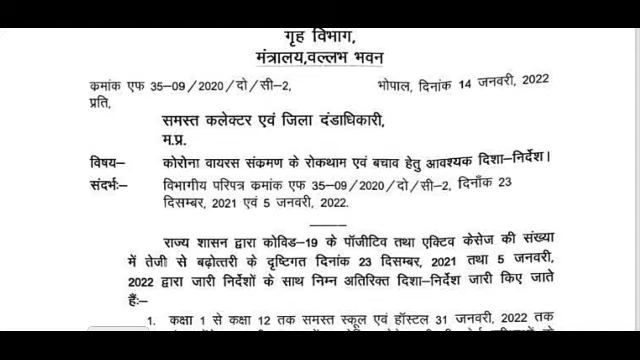 गृह विभाग,
मंत्रालय,वल्लभ भवन
क्रमांक एफ 35-09/2020/दो/सी-2, भोपाल, दिनांक 14 जनवरी, 2022
प्रति,
समस्त कलेक्टर एवं जिला दंडाधिकारी,
म.प्र.
विषय– कोरोना वायरस संक्रमण के रोकथाम एवं बचाव हेतु आवश्यक दिशा-निर्देश।
संदर्भः– विभागीय परिपत्र क्रमांक एफ 35-09/2020/दो/सी-2, दिनाँक 23
दिसम्बर, 2021 एवं 5 जनवरी, 2022.
राज्य शासन द्वारा कोविड-19 के पॉजीटिव तथा एक्टिव केसेज की संख्या
में तेजी से बढ़ोत्तरी के दृष्टिगत दिनांक 23 दिसम्बर, 2021 तथा 5 जनवरी,
2022 द्वारा जारी निर्देशों के साथ निम्न अतिरिक्त दिशा-निर्देश जारी किए जाते
हैः–
1. कक्षा 1 से कक्षा 12 तक समस्त स्कूल एवं हॉस्टल 31 जनवरी, 2022 तक